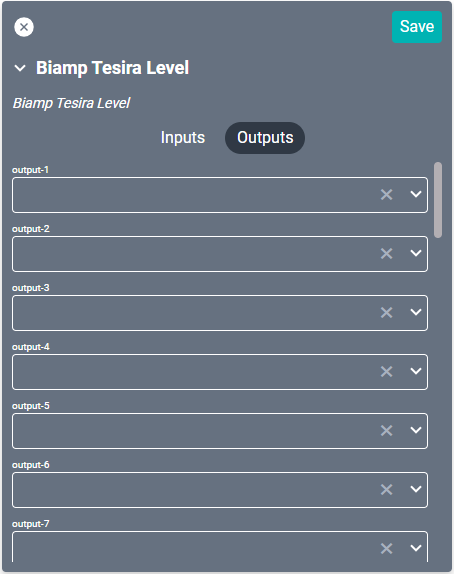 Save
Biamp Tesira Level
Biamp Tesira Level
Inputs Outputs
output-1
output-2
output-3
output-4
output-5
output-6
output-7